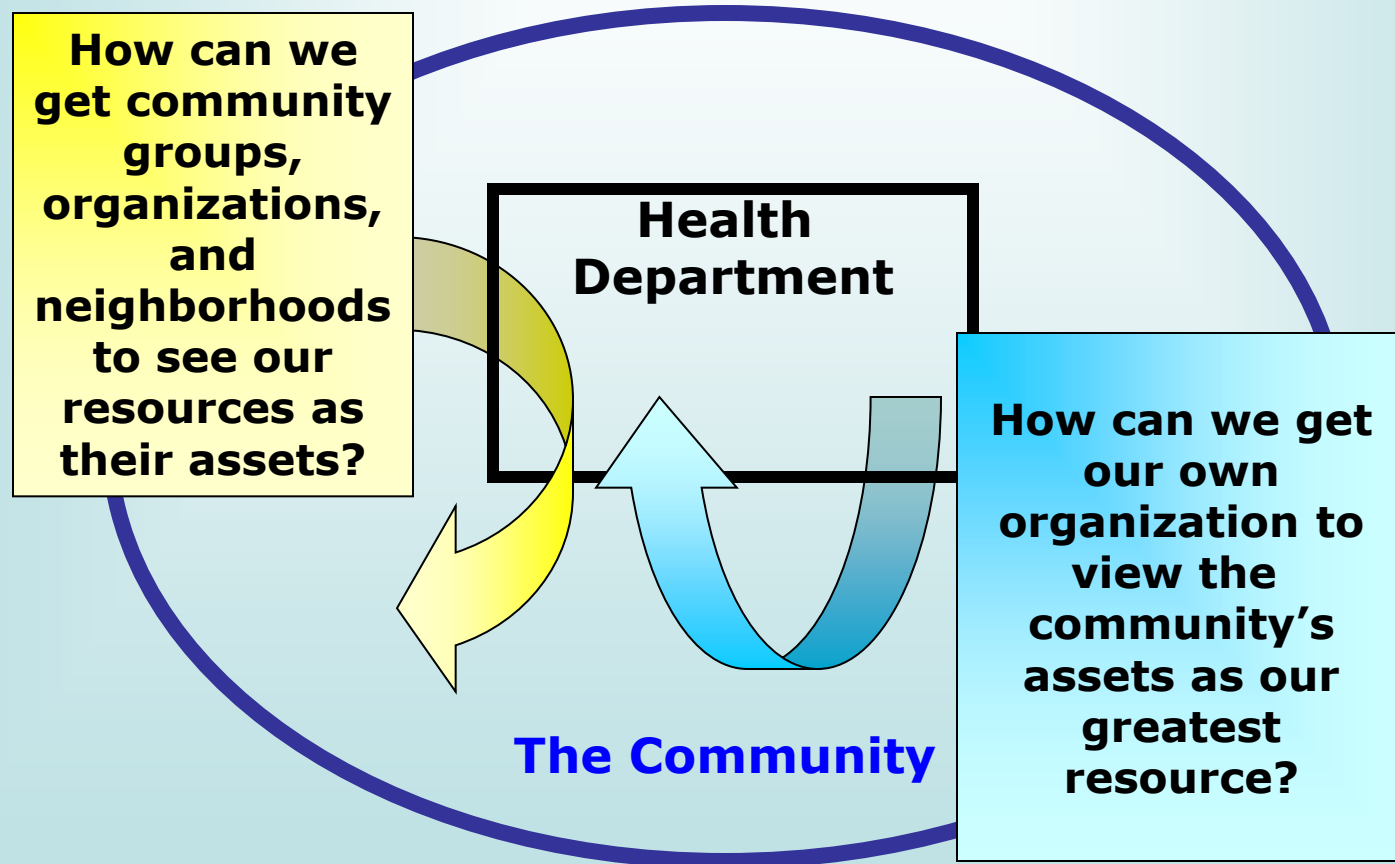 How can we
get community
groups,
organizations,
and
neighborhoods
to see our
resources as
their assets?
Health
Department
How can we get
our own
organization to
view the
community’s
assets as our
greatest
resource?
The Community